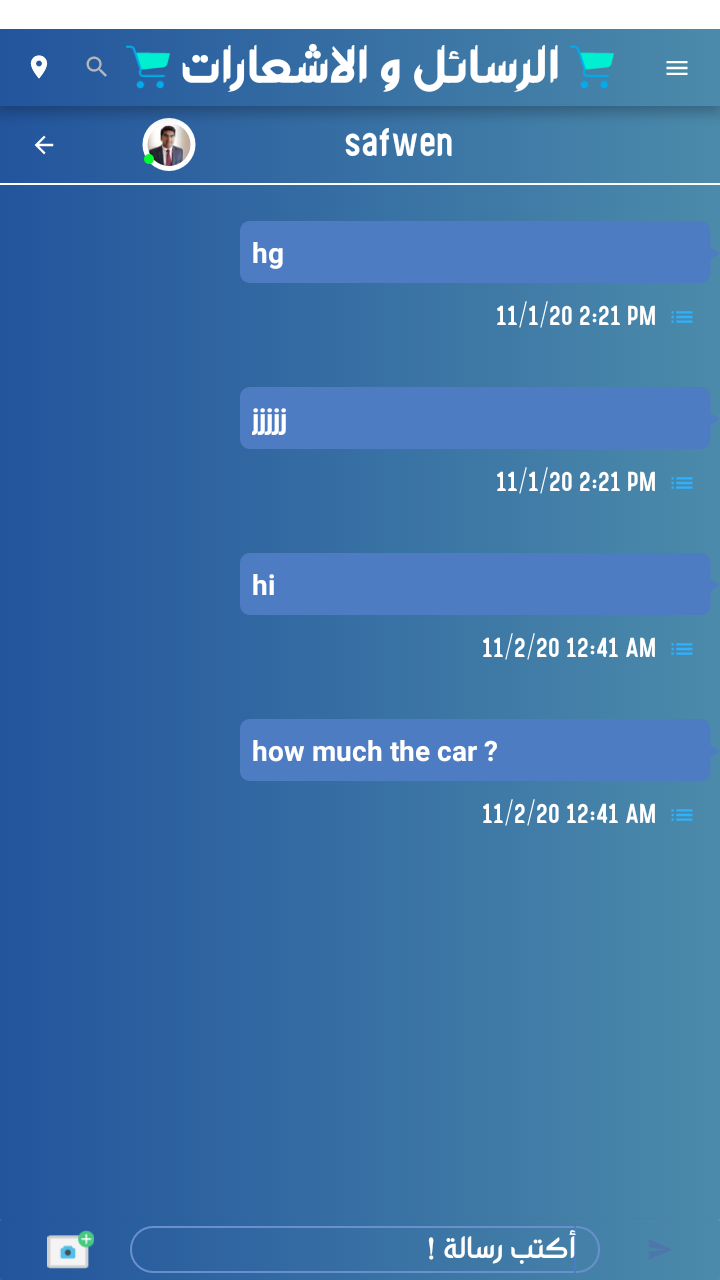 الرسائل و الاشعارات
safwen
hg
11/1/20 2:21 PM
jjjjj
11/1/20 2:21 PM
hi
11/2/20 12:41 AM
how much the car ?
11/2/20 12:41 AM
أكتب رسالة !